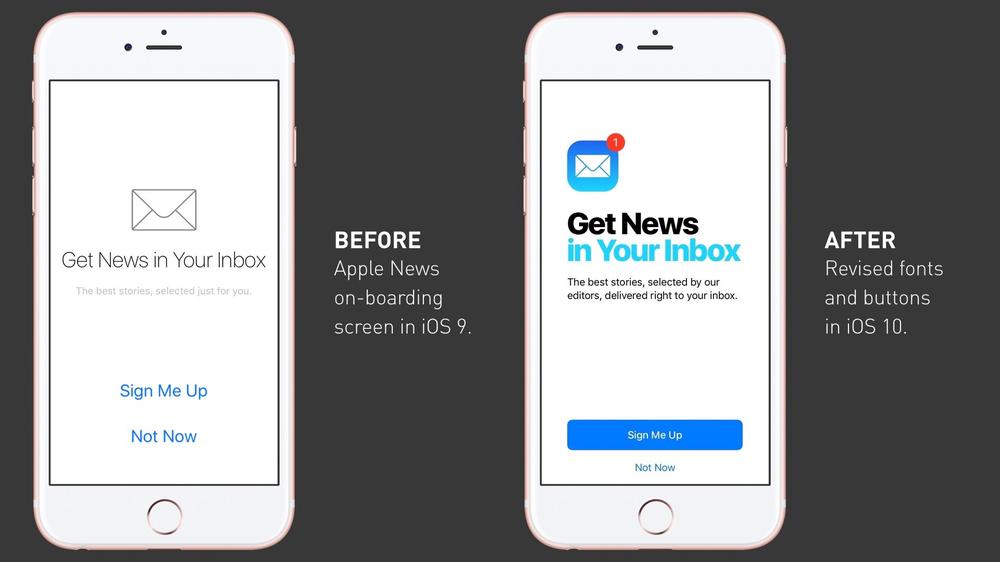 Get News in Your Inbox
The best stories, selected just for you.
Sign Me Up
Not Now
BEFORE
Apple News
on-boarding
screen in iOS 9.
1
Get News
in Your Inbox
The best stories, selected by our
editors, delivered right to your inbox.
Sign Me Up
Not Now
AFTER
Revised fonts
and buttons
in iOS 10.